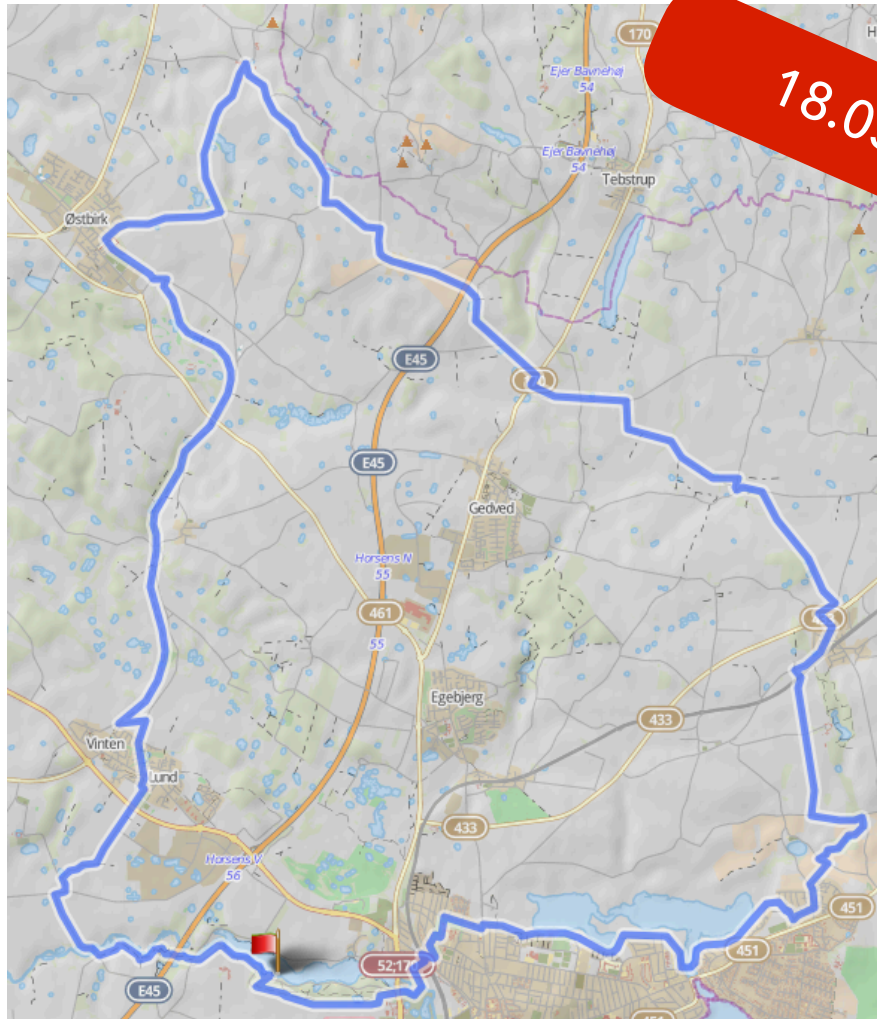 170
H
18.0
Ejer Bavnehøj
54
Ejer Bavnehøj
54
Tebstrup
Østbirk
E45
E45
Gedved
Horsens N
55
461
55
Egebjerg
433
Vinten
Lund
433
Horsens V
56
451
451
52;170
E45